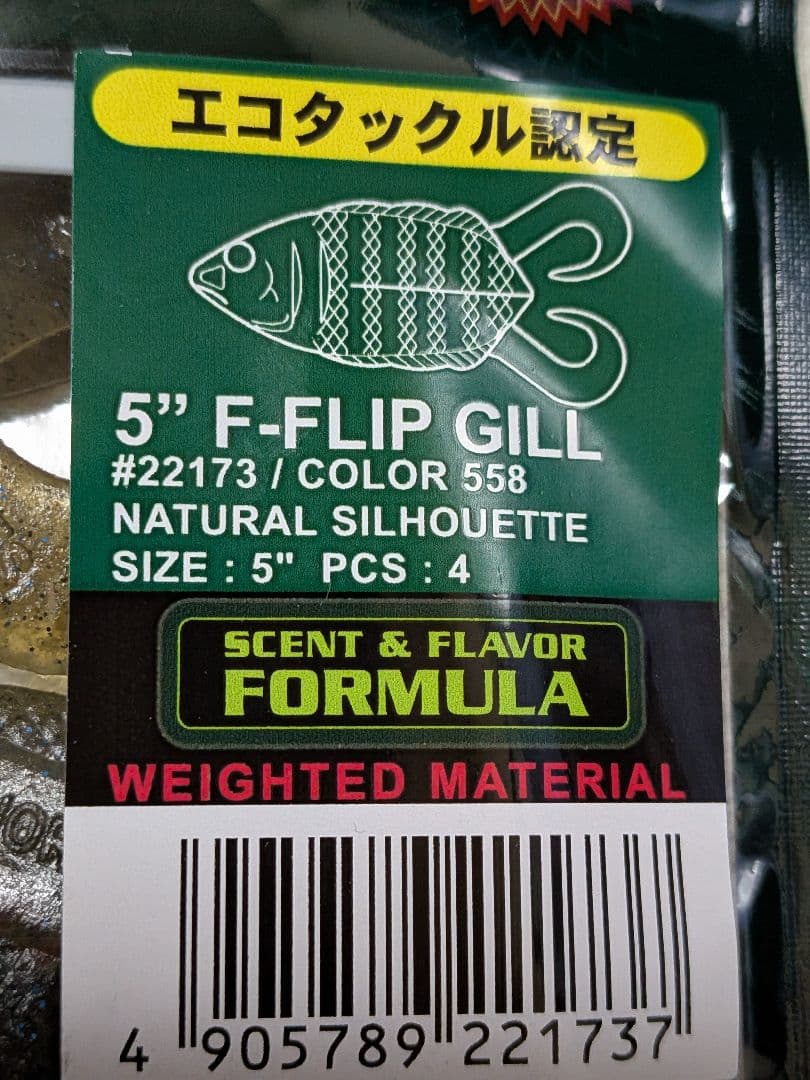 エコタックル認定
5” F-FLIP GILL
#22173 / COLOR 558
NATURAL SILHOUETTE
SIZE : 5" PCS : 4
SCENT & FLAVOR
FORMULA
WEIGHTED MATERIAL
4 905789 221737